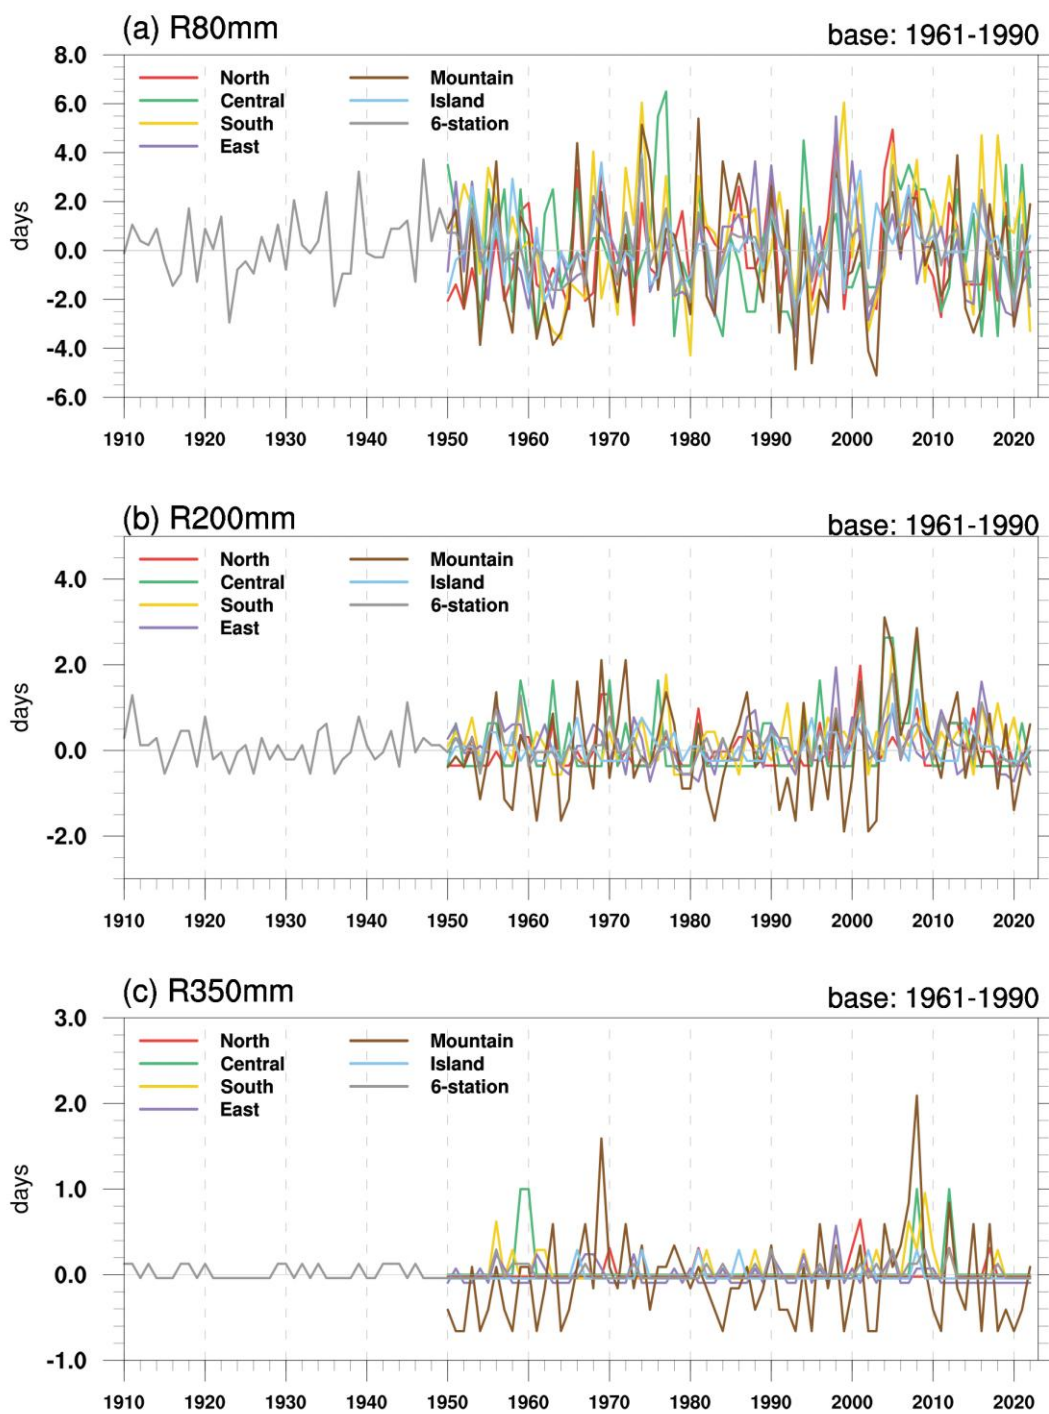 (a) R80mm
base: 1961-1990
8.0
North
Mountain
Central
Island
6.0
South
6-station
East
4.0
2.0
days
0.0
-2.0
-4.0
-6.0
1910 1920 1930 1940 1950 1960 1970 1980 1990 2000 2010 2020
(b) R200mm
base: 1961-1990
North
Mountain
4.0
Central
Island
South
6-station
East
2.0
days
0.0
-2.0
1910 1920 1930 1940 1950 1960 1970 1980 1990 2000 2010 2020
(c) R350mm
base: 1961-1990
3.0
North
Mountain
Central
Island
South
6-station
East
2.0
1.0
days
0.0
-1.0
1910 1920 1930 1940 1950 1960 1970 1980 1990 2000 2010 2020